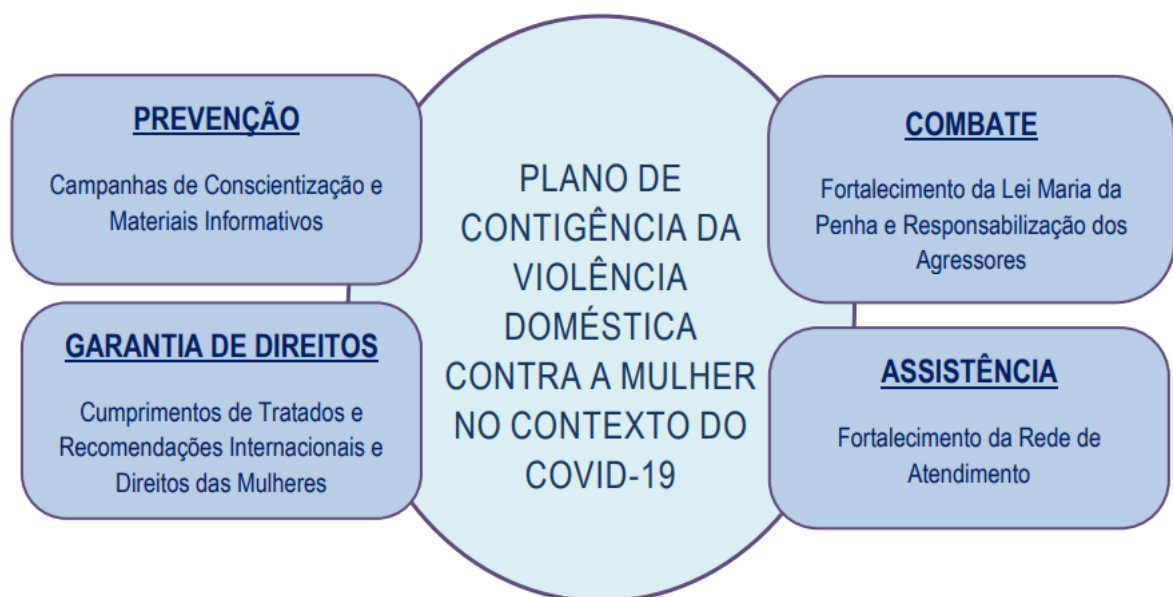 PREVENÇÃO
Campanhas de Conscientização e
Materiais Informativos
GARANTIA DE DIREITOS
Cumprimentos de Tratados e
Recomendações Internacionais e
Direitos das Mulheres
PLANO DE
CONTIGÊNCIA DA
VIOLÊNCIA
DOMÉSTICA
CONTRA A MULHER
NO CONTEXTO DO
COVID-19
COMBATE
Fortalecimento da Lei Maria da
Penha e Responsabilização dos
Agressores
ASSISTÊNCIA
Fortalecimento da Rede de
Atendimento